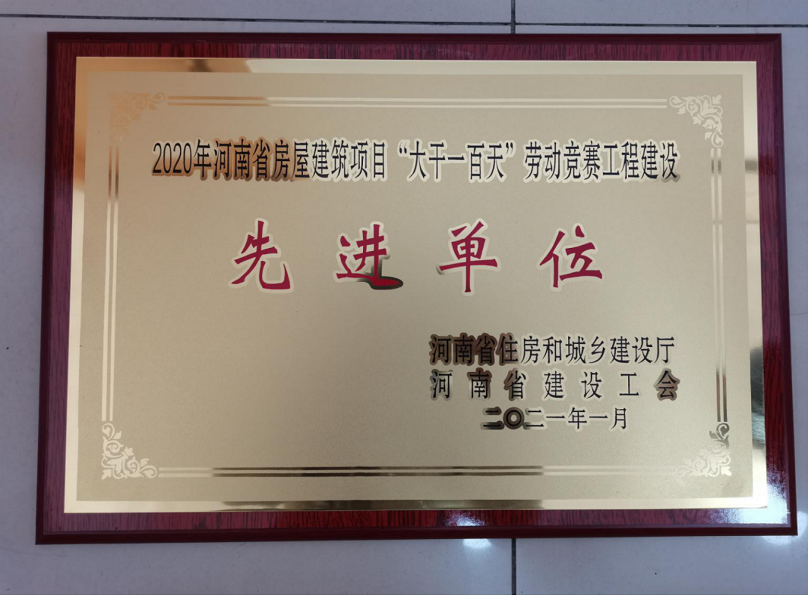 2020年河南省房屋建筑项目“大干一百天”劳动竞赛工程建设
先进单位
河南省住房和城乡建设厅
河南省建设工会
二〇二一年一月